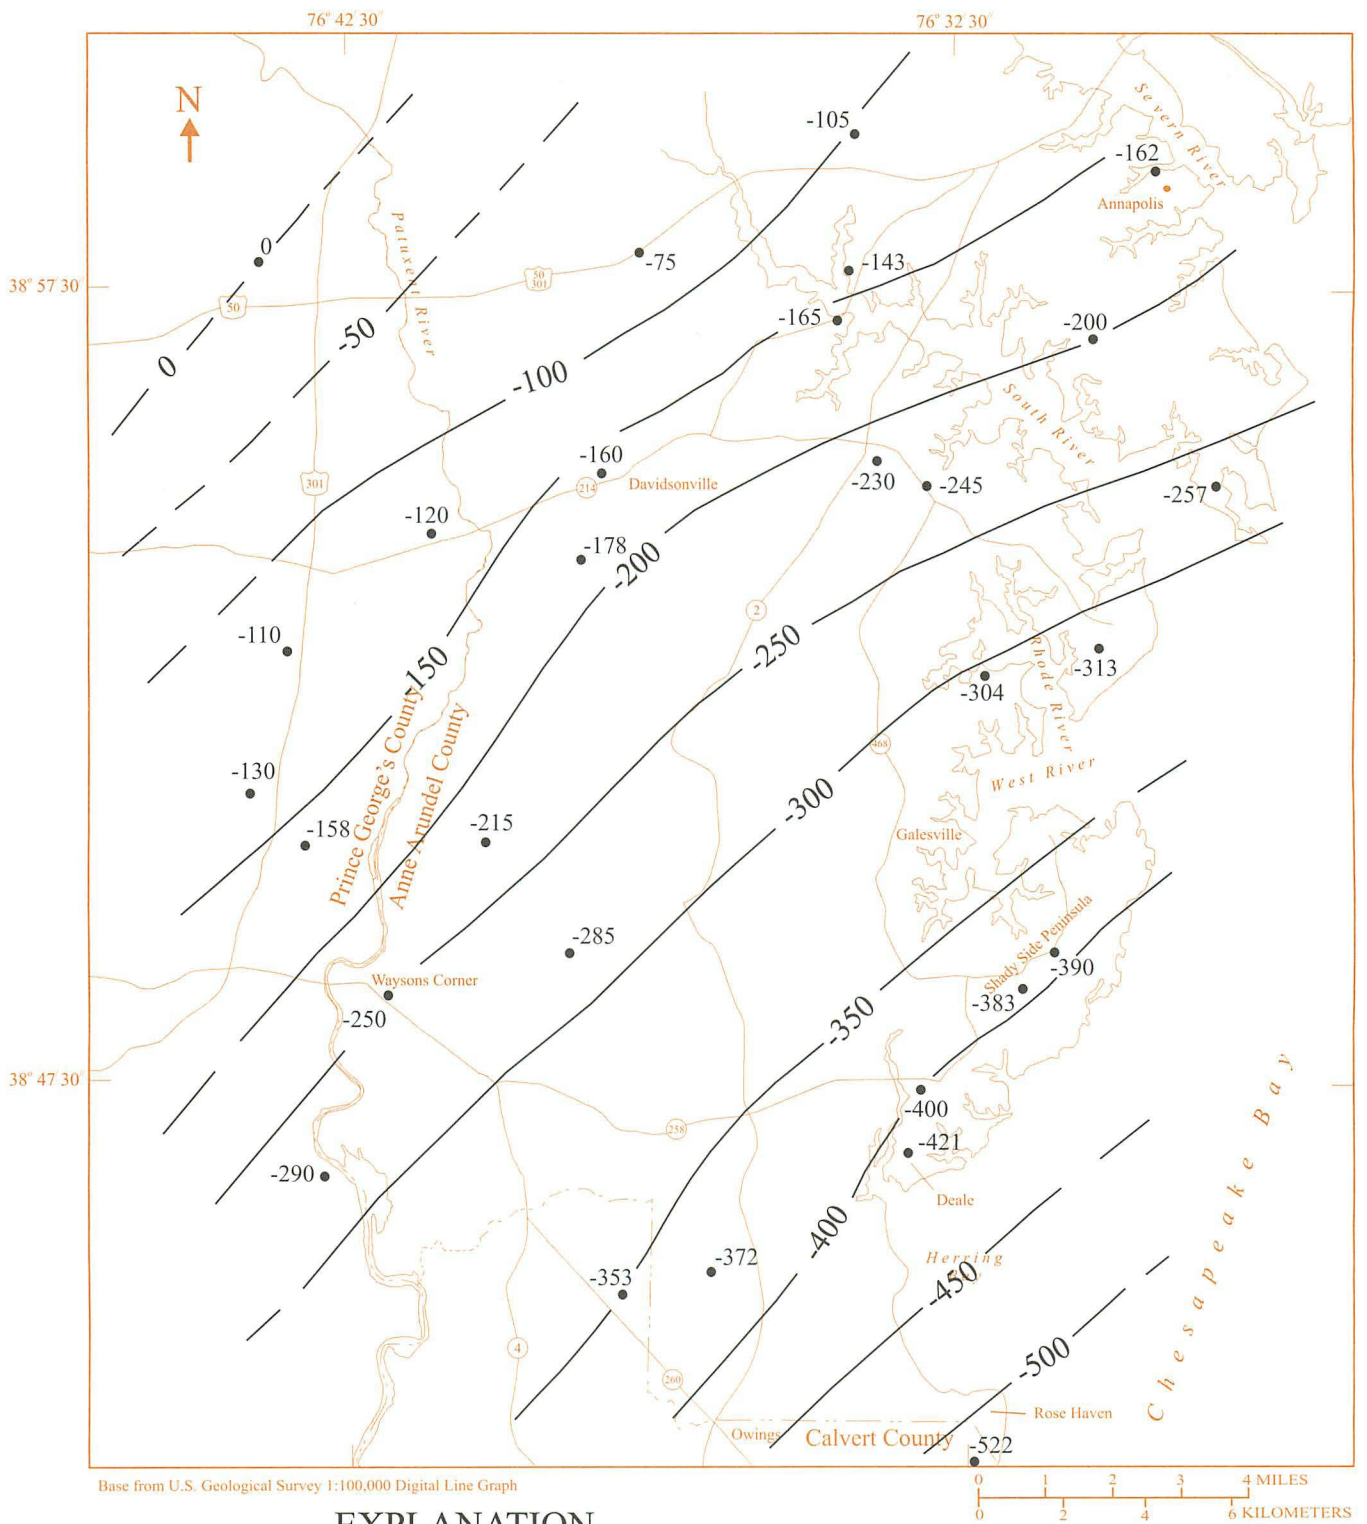 76° 42' 30"
76° 32' 30"
N
Severn River
-105
-162
Annapolis
Patuxent River
0
-75
-143
38° 57' 30"
50
50
301
-165
-50
-200
0
-100
South River
-160
301
214
Davidsonville
-230
-245
-257
-120
-178
-200
2
-110
-250
Rhode River
-150
-313
-304
Prince George's County
Anne Arundel County
468
West River
-130
-300
-158
-215
Galesville
Shady Side Peninsula
-285
-390
Waysons Corner
-383
-250
-350
38° 47' 30"
-400
258
-421
Chesapeake Bay
-290
Deale
-400
Herring
-372
-353
-450
4
-500
260
Rose Haven
Owings
Calvert County
-522
Base from U.S. Geological Survey 1:100,000 Digital Line Graph
0 1 2 3 4 MILES
0 2 4 6 KILOMETERS
EXPLANATION